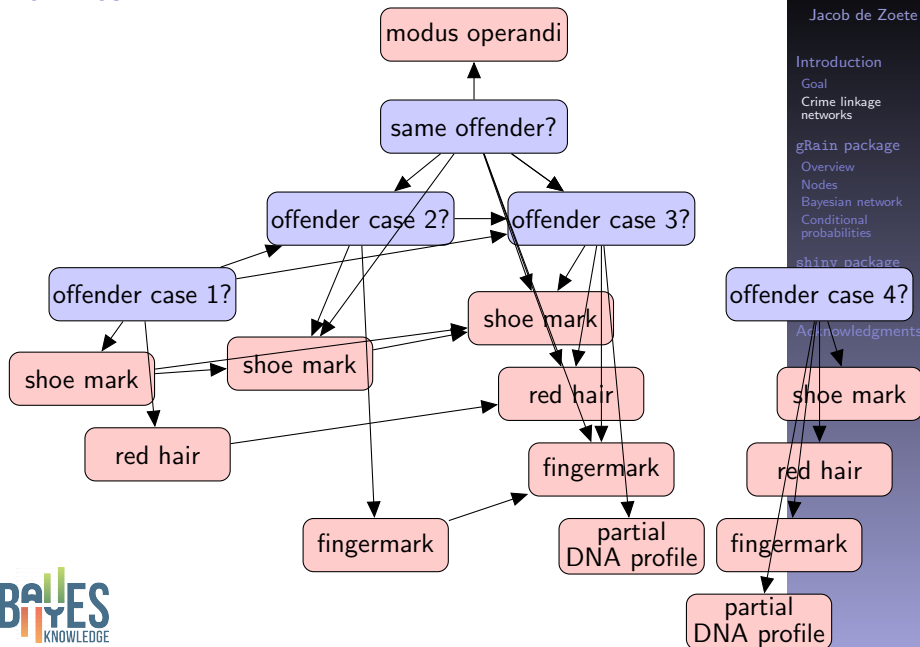 modus operandi
same offender?
offender case 2?
offender case 3?
offender case 1?
offender case 4?
shoe mark
shoe mark
shoe mark
shoe mark
red hair
red hair
red hair
fingermark
fingermark
fingermark
partial
DNA profile
partial
DNA profile
Jacob de Zoete
Introduction
Goal
Crime linkage
networks
gRain package
Overview
Nodes
Bayesian network
Conditional
probabilities
shiny package
Acknowledgments
BAYES
KNOWLEDGE